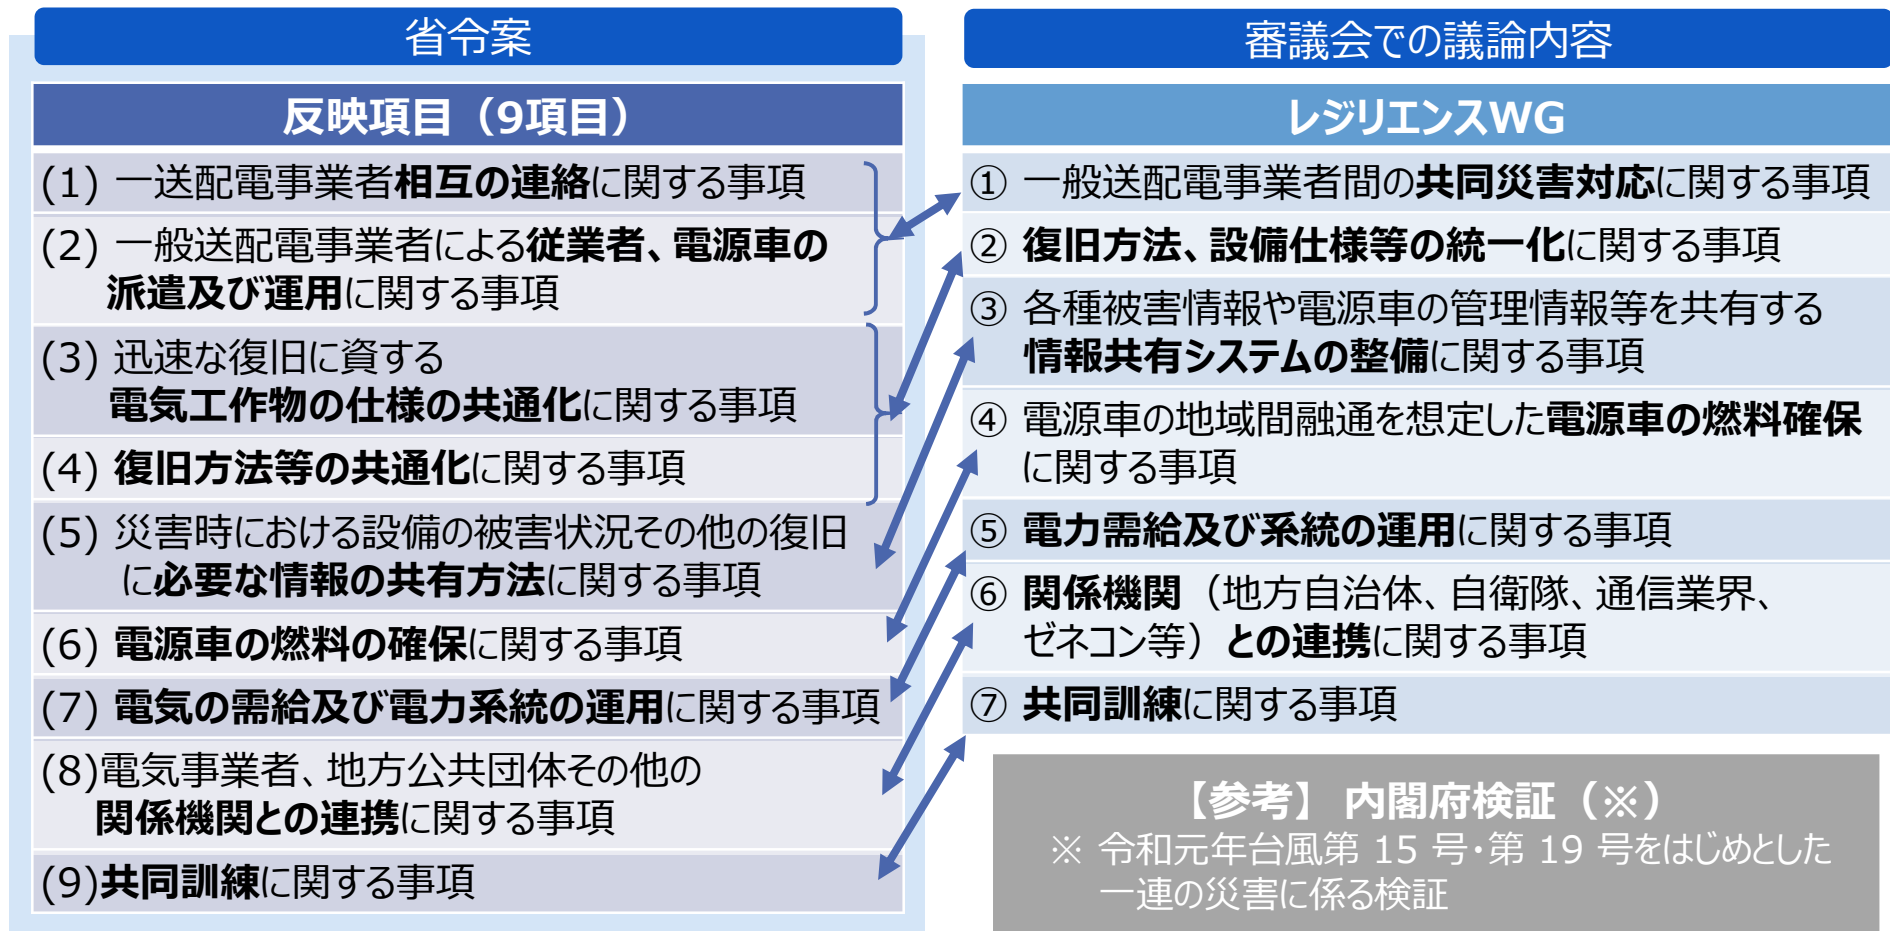 省令案
反映項目（9項目）
(1) 一送配電事業者相互の連絡に関する事項
(2) 一般送配電事業者による従業者、電源車の
派遣及び運用に関する事項
(3) 迅速な復旧に資する
電気工作物の仕様の共通化に関する事項
(4) 復旧方法等の共通化に関する事項
(5) 災害時における設備の被害状況その他の復旧
に必要な情報の共有方法に関する事項
(6) 電源車の燃料の確保に関する事項
(7) 電気の需給及び電力系統の運用に関する事項
(8)電気事業者、地方公共団体その他の
関係機関との連携に関する事項
(9)共同訓練に関する事項
審議会での議論内容
レジリエンスWG
① 一般送配電事業者間の共同災害対応に関する事項
② 復旧方法、設備仕様等の統一化に関する事項
③ 各種被害情報や電源車の管理情報等を共有する
情報共有システムの整備に関する事項
④ 電源車の地域間融通を想定した電源車の燃料確保
に関する事項
⑤ 電力需給及び系統の運用に関する事項
⑥ 関係機関（地方自治体、自衛隊、通信業界、
ゼネコン等）との連携に関する事項
⑦ 共同訓練に関する事項
【参考】 内閣府検証（※）
※ 令和元年台風第 15 号・第 19 号をはじめとした
一連の災害に係る検証